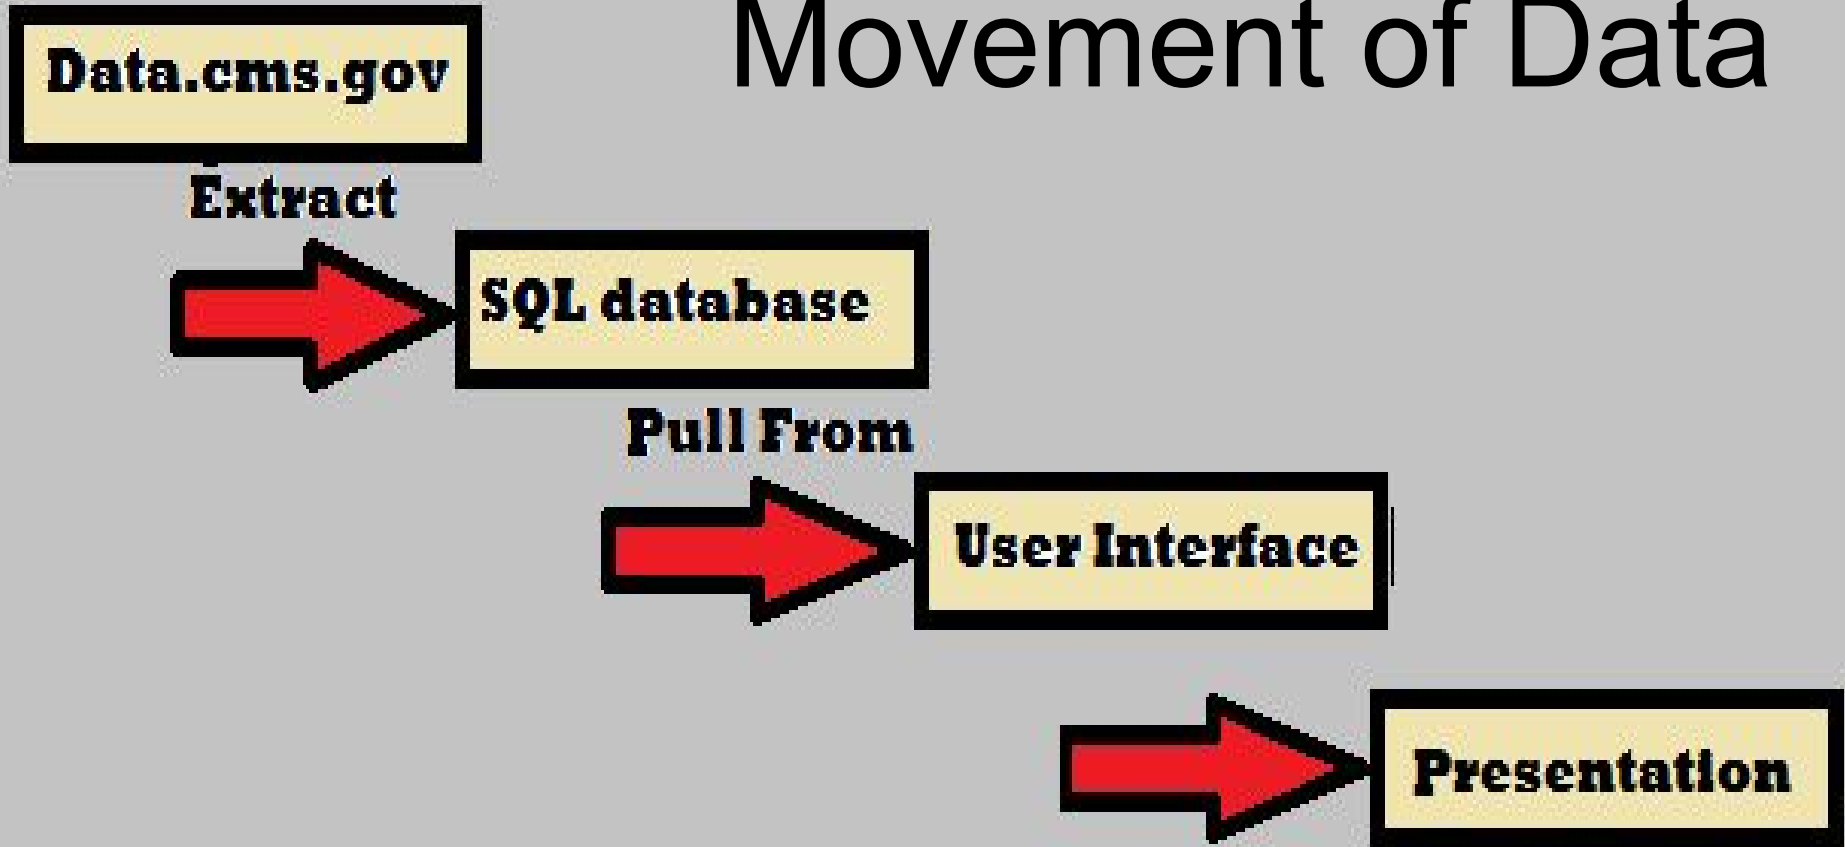 Movement of Data
Data.cms.gov
Extract
SQL database
Pull From
User Interface
Presentation